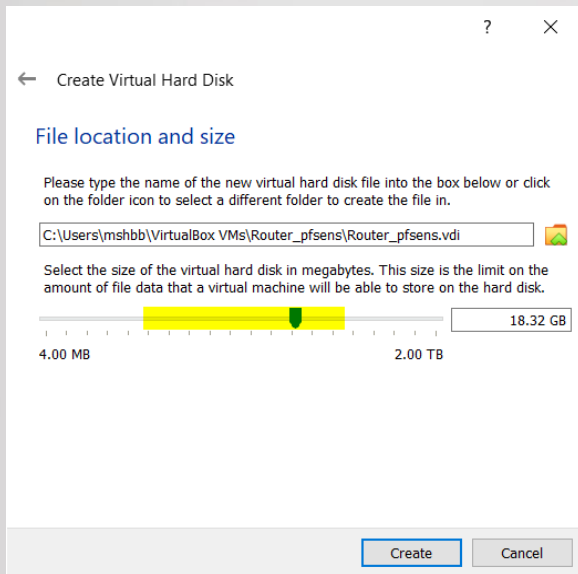 ?
Create Virtual Hard Disk
File location and size
Please type the name of the new virtual hard disk file into the box below or click
on the folder icon to select a different folder to create the file in.
C:\Users\mshbb\VirtualBox VMs\Router_pfsens\Router_pfsens.vdi
Select the size of the virtual hard disk in megabytes. This size is the limit on the
amount of file data that a virtual machine will be able to store on the hard disk.
18.32 GB
4.00 MB 2.00 TB
Create Cancel